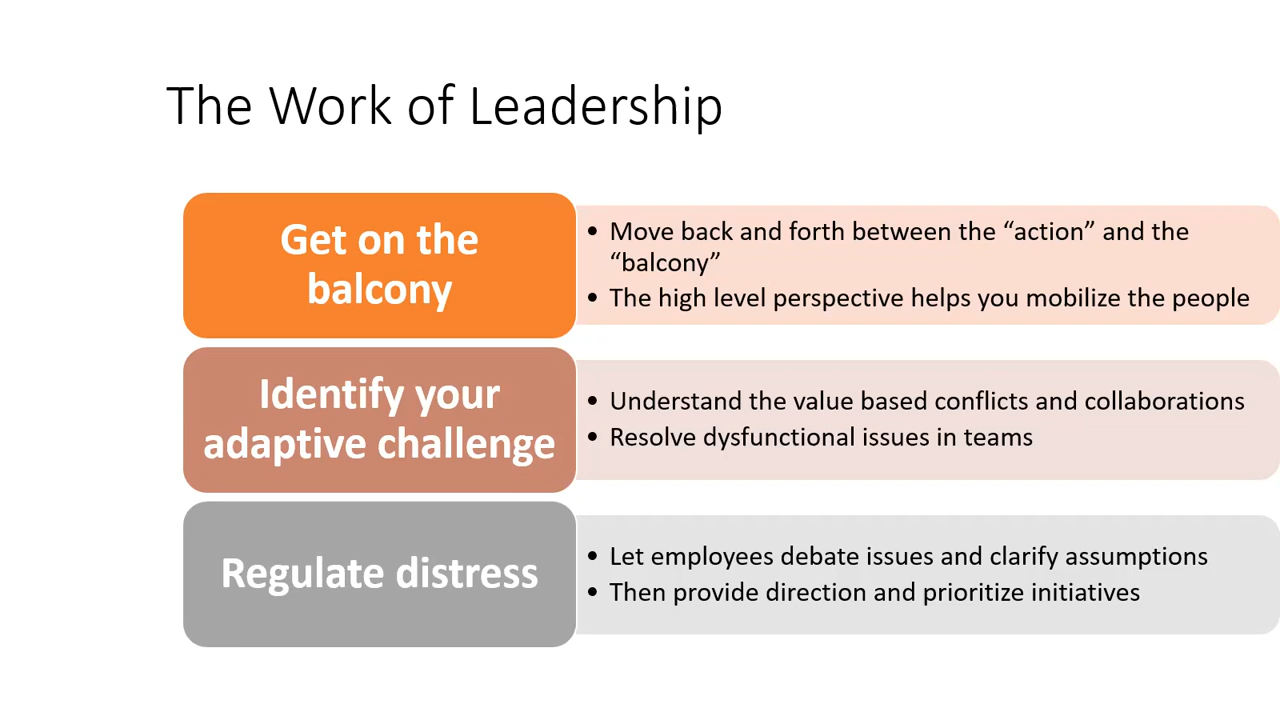 The Work of Leadership
Get on the
balcony
• Move back and forth between the “action” and the
“balcony”
• The high level perspective helps you mobilize the people
Identify your
adaptive challenge
• Understand the value based conflicts and collaborations
• Resolve dysfunctional issues in teams
Regulate distress
• Let employees debate issues and clarify assumptions
• Then provide direction and prioritize initiatives